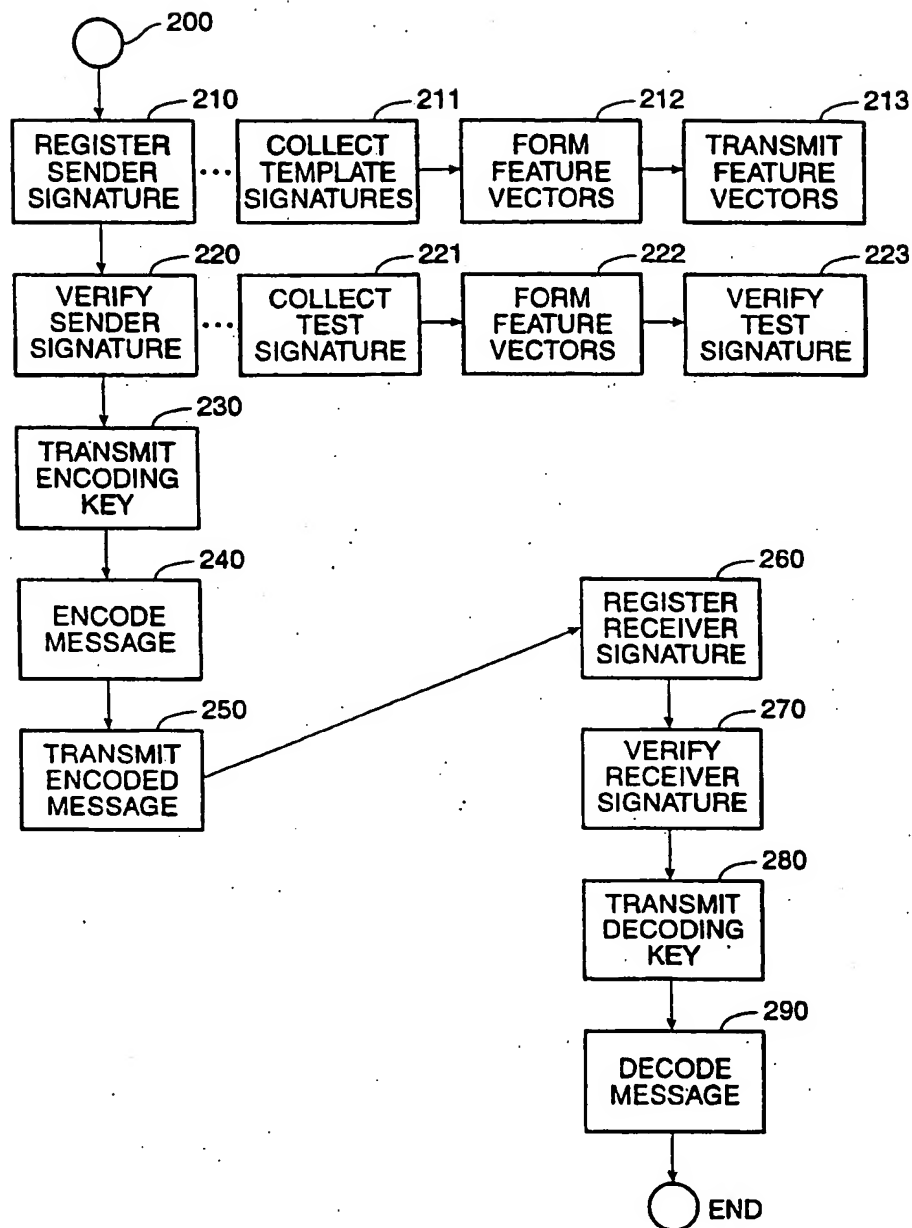 200
210
REGISTER
SENDER
SIGNATURE
211
COLLECT
TEMPLATE
SIGNATURES
212
FORM
FEATURE
VECTORS
213
TRANSMIT
FEATURE
VECTORS
220
VERIFY
SENDER
SIGNATURE
221
COLLECT
TEST
SIGNATURE
222
FORM
FEATURE
VECTORS
223
VERIFY
TEST
SIGNATURE
230
TRANSMIT
ENCODING
KEY
240
ENCODE
MESSAGE
250
TRANSMIT
ENCODED
MESSAGE
260
REGISTER
RECEIVER
SIGNATURE
270
VERIFY
RECEIVER
SIGNATURE
280
TRANSMIT
DECODING
KEY
290
DECODE
MESSAGE
END